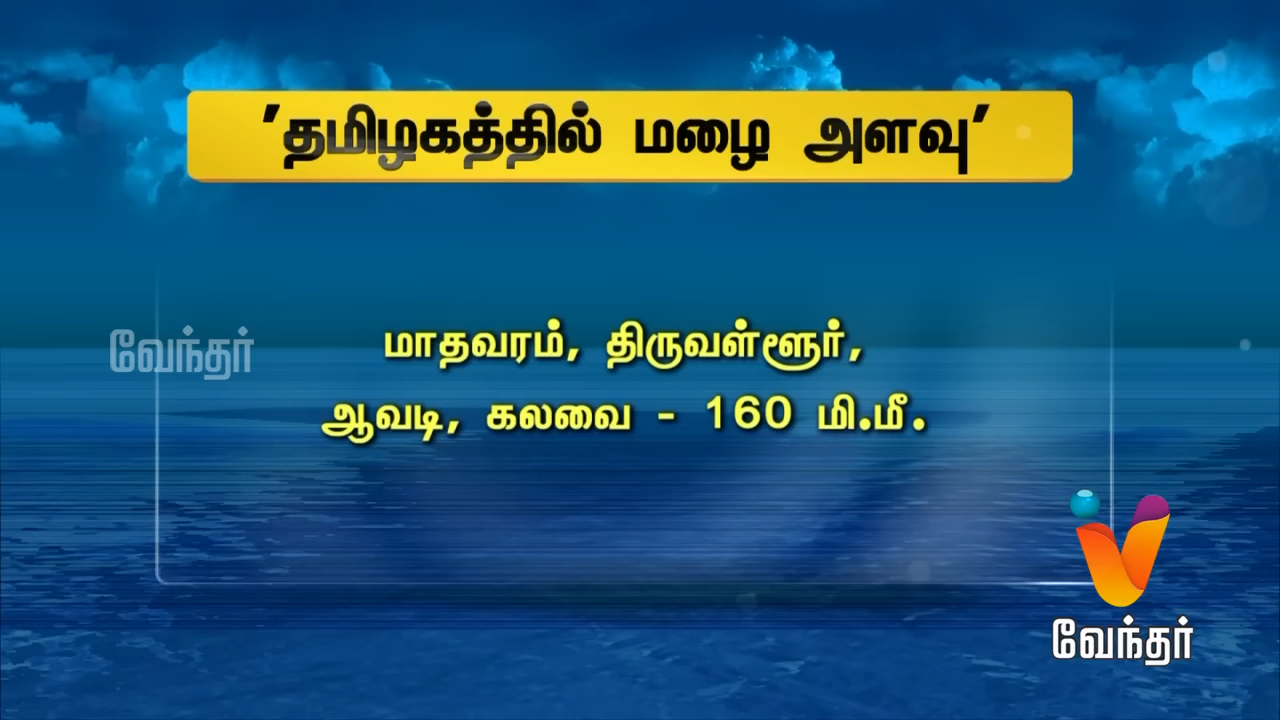 'தமிழகத்தில் மழை அளவு'
வேந்தர்
மாதவரம், திருவள்ளூர்,
ஆவடி, கலவை - 160 மி.மீ.
வேந்தர்